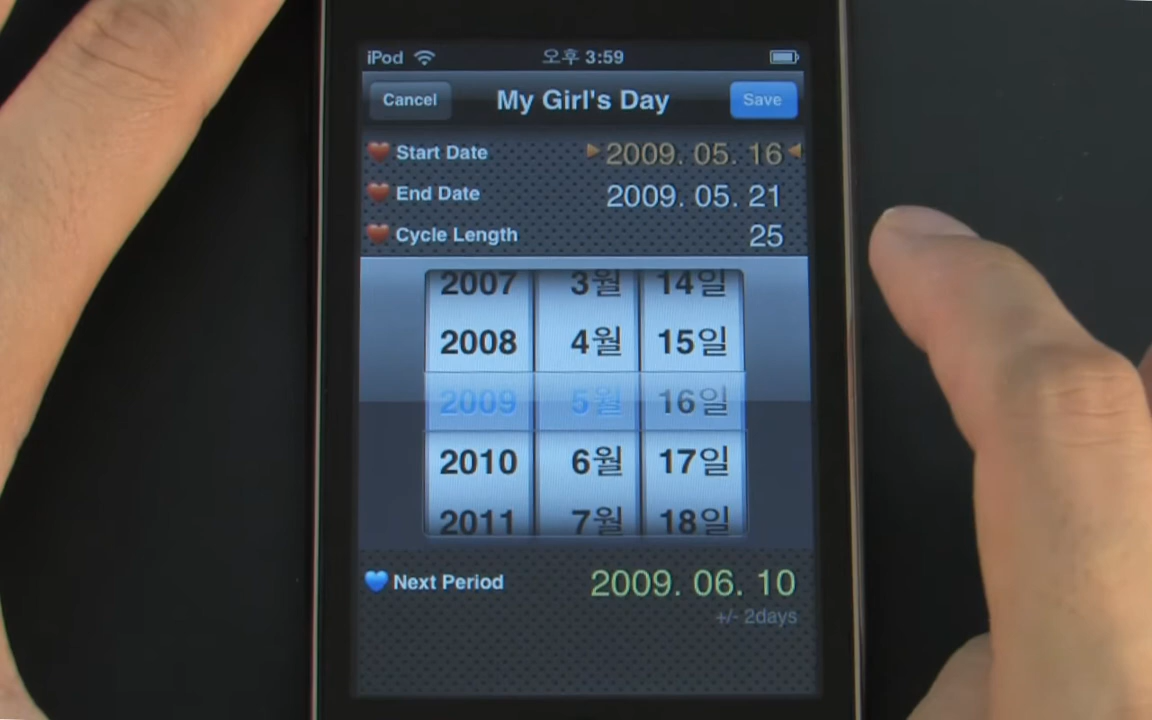 iPod 오후 3:59
Cancel My Girl's Day Save
Start Date 2009. 05. 16
End Date 2009. 05. 21
Cycle Length 25
2007 3월 14일
2008 4월 15일
2009 5월 16일
2010 6월 17일
2011 7월 18일
Next Period 2009. 06. 10
+/- 2days